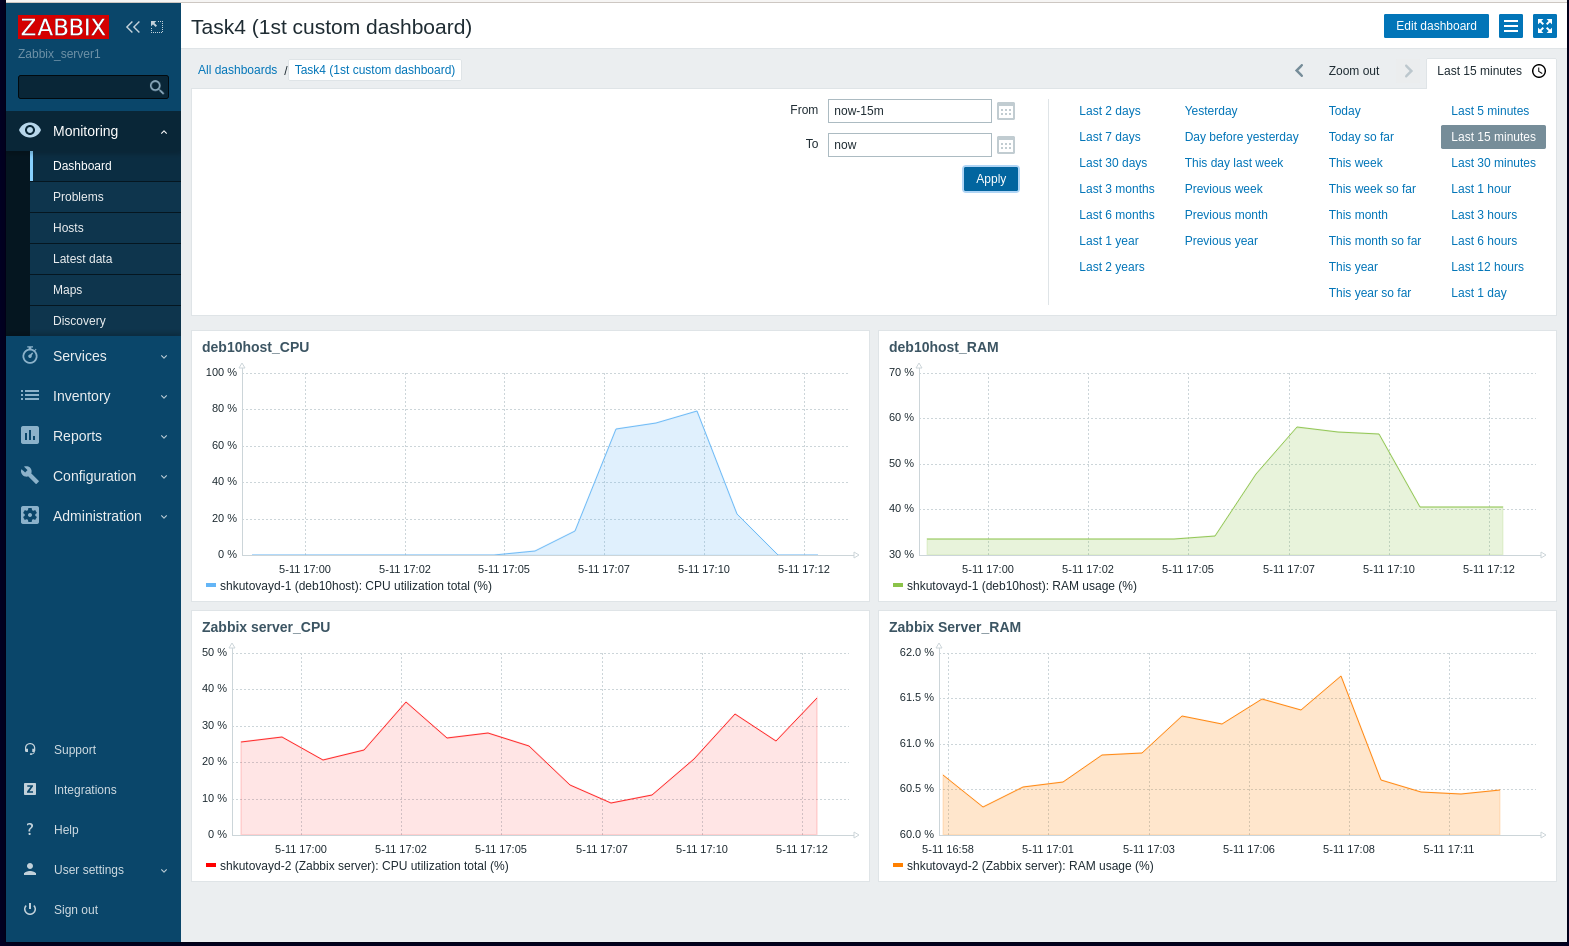 ZABBIX
Zabbix_server1
Monitoring
Dashboard
Problems
Hosts
Latest data
Maps
Discovery
Services
Inventory
Reports
Configuration
Administration
Support
Integrations
Help
User settings
Sign out
Task4 (1st custom dashboard)
Edit dashboard
All dashboards / Task4 (1st custom dashboard)
Zoom out
Last 15 minutes
From now-15m
To now
Apply
Last 2 days Yesterday Today Last 5 minutes
Last 7 days Day before yesterday Today so far Last 15 minutes
Last 30 days This day last week This week Last 30 minutes
Last 3 months Previous week This week so far Last 1 hour
Last 6 months Previous month This month Last 3 hours
Last 1 year Previous year This month so far Last 6 hours
Last 2 years This year Last 12 hours
This year so far Last 1 day
deb10host_CPU
100 %
80 %
60 %
40 %
20 %
0 %
5-11 17:00 5-11 17:02 5-11 17:05 5-11 17:07 5-11 17:10 5-11 17:12
shkutovayd-1 (deb10host): CPU utilization total (%)
deb10host_RAM
70 %
60 %
50 %
40 %
30 %
5-11 17:00 5-11 17:02 5-11 17:05 5-11 17:07 5-11 17:10 5-11 17:12
shkutovayd-1 (deb10host): RAM usage (%)
Zabbix server_CPU
50 %
40 %
30 %
20 %
10 %
0 %
5-11 17:00 5-11 17:02 5-11 17:05 5-11 17:07 5-11 17:10 5-11 17:12
shkutovayd-2 (Zabbix server): CPU utilization total (%)
Zabbix Server_RAM
62.0 %
61.5 %
61.0 %
60.5 %
60.0 %
5-11 16:58 5-11 17:01 5-11 17:03 5-11 17:06 5-11 17:08 5-11 17:11
shkutovayd-2 (Zabbix server): RAM usage (%)